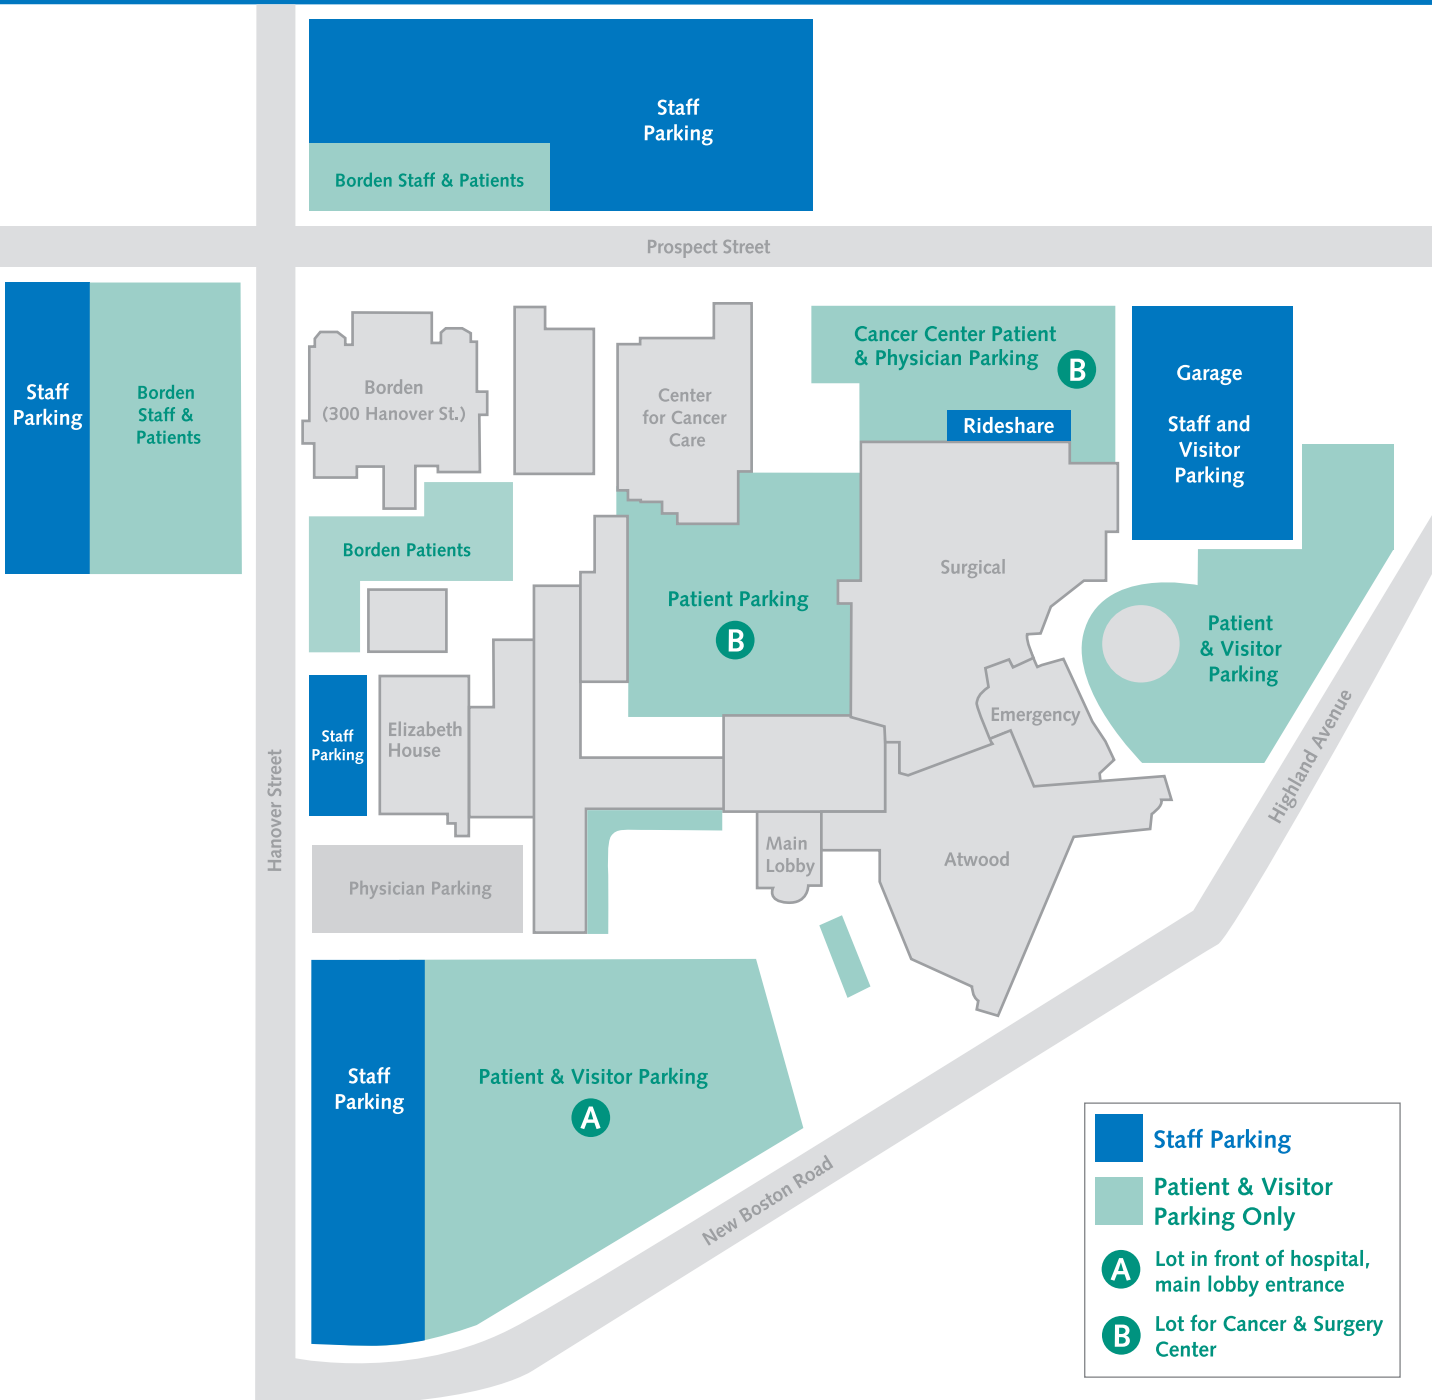 Staff
Parking
Borden Staff & Patients
Prospect Street
Staff
Parking
Borden
Staff &
Patients
Borden
(300 Hanover St.)
Center
for Cancer
Care
Cancer Center Patient
& Physician Parking
B
Rideshare
Garage
Staff and
Visitor
Parking
Borden Patients
Patient Parking
B
Surgical
Patient
& Visitor
Parking
Emergency
Highland Avenue
Staff
Parking
Elizabeth
House
Hanover Street
Main
Lobby
Atwood
Physician Parking
Staff
Parking
Patient & Visitor Parking
A
New Boston Road
Staff Parking
Patient & Visitor
Parking Only
A
Lot in front of hospital,
main lobby entrance
B
Lot for Cancer & Surgery
Center